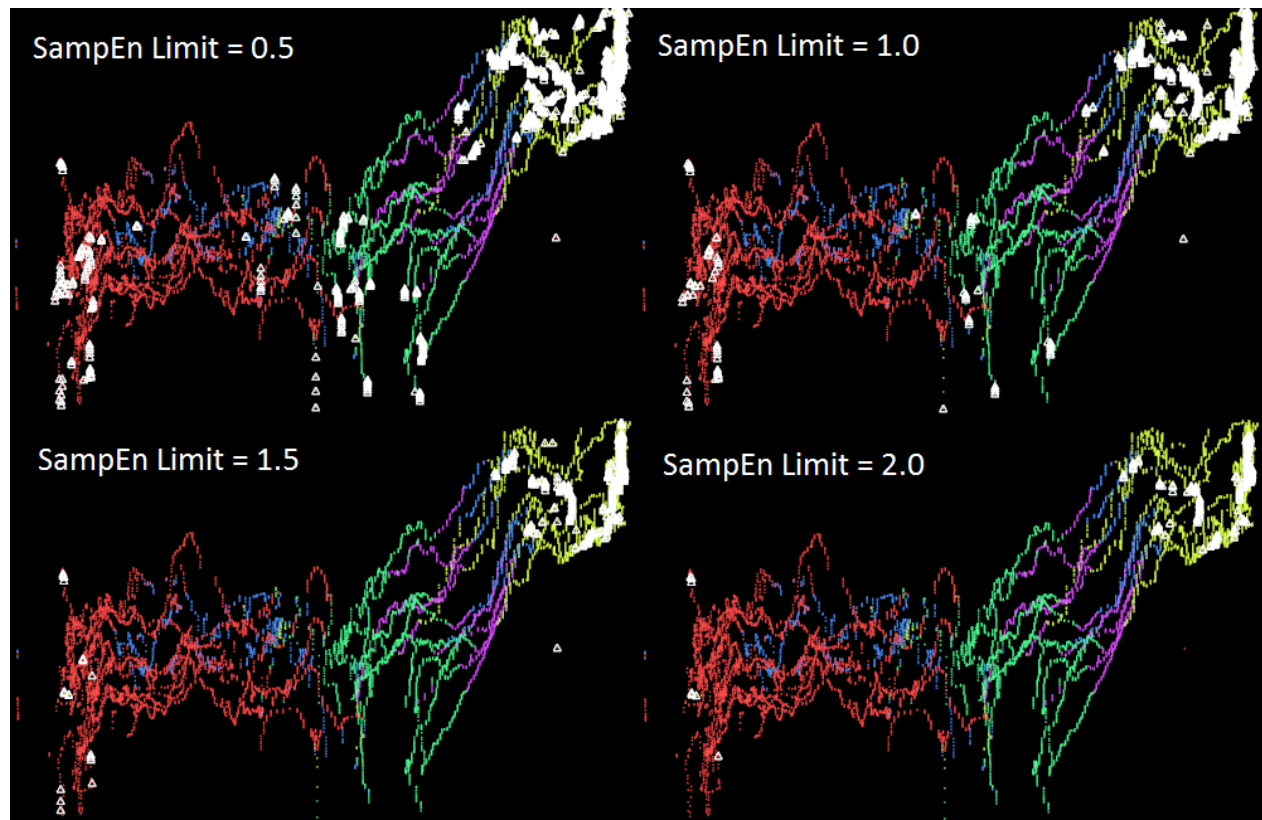 SampEn Limit = 0.5
SampEn Limit = 1.0
SampEn Limit = 1.5
SampEn Limit = 2.0